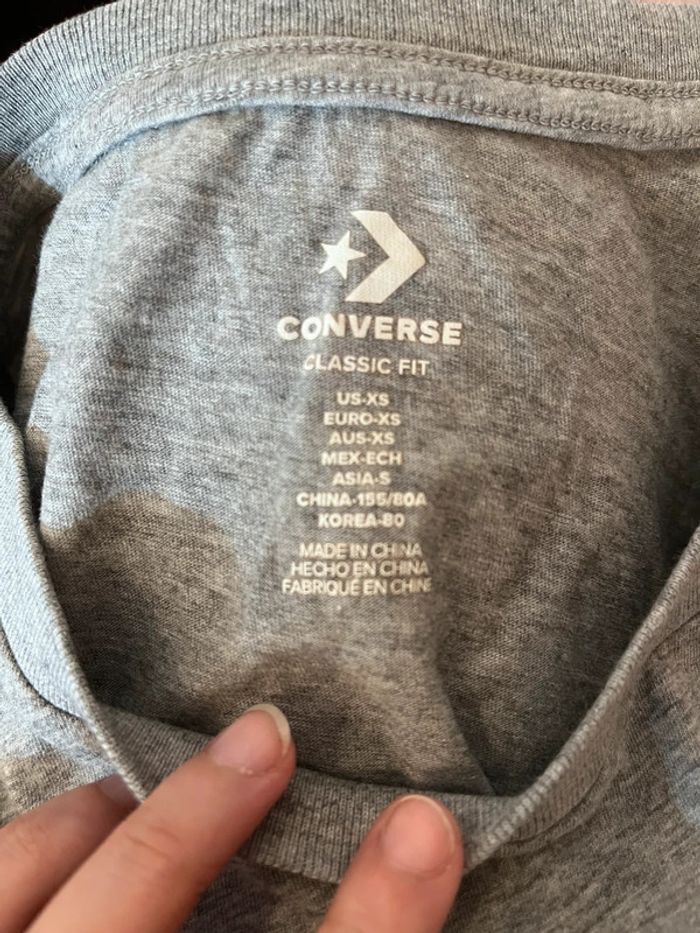 CONVERSE
CLASSIC FIT
US-XS
EURO-XS
AUS-XS
MEX-ECH
ASIA-S
CHINA-155/80A
KOREA-80
MADE IN CHINA
HECHO EN CHINA
FABRIQUÉ EN CHINE